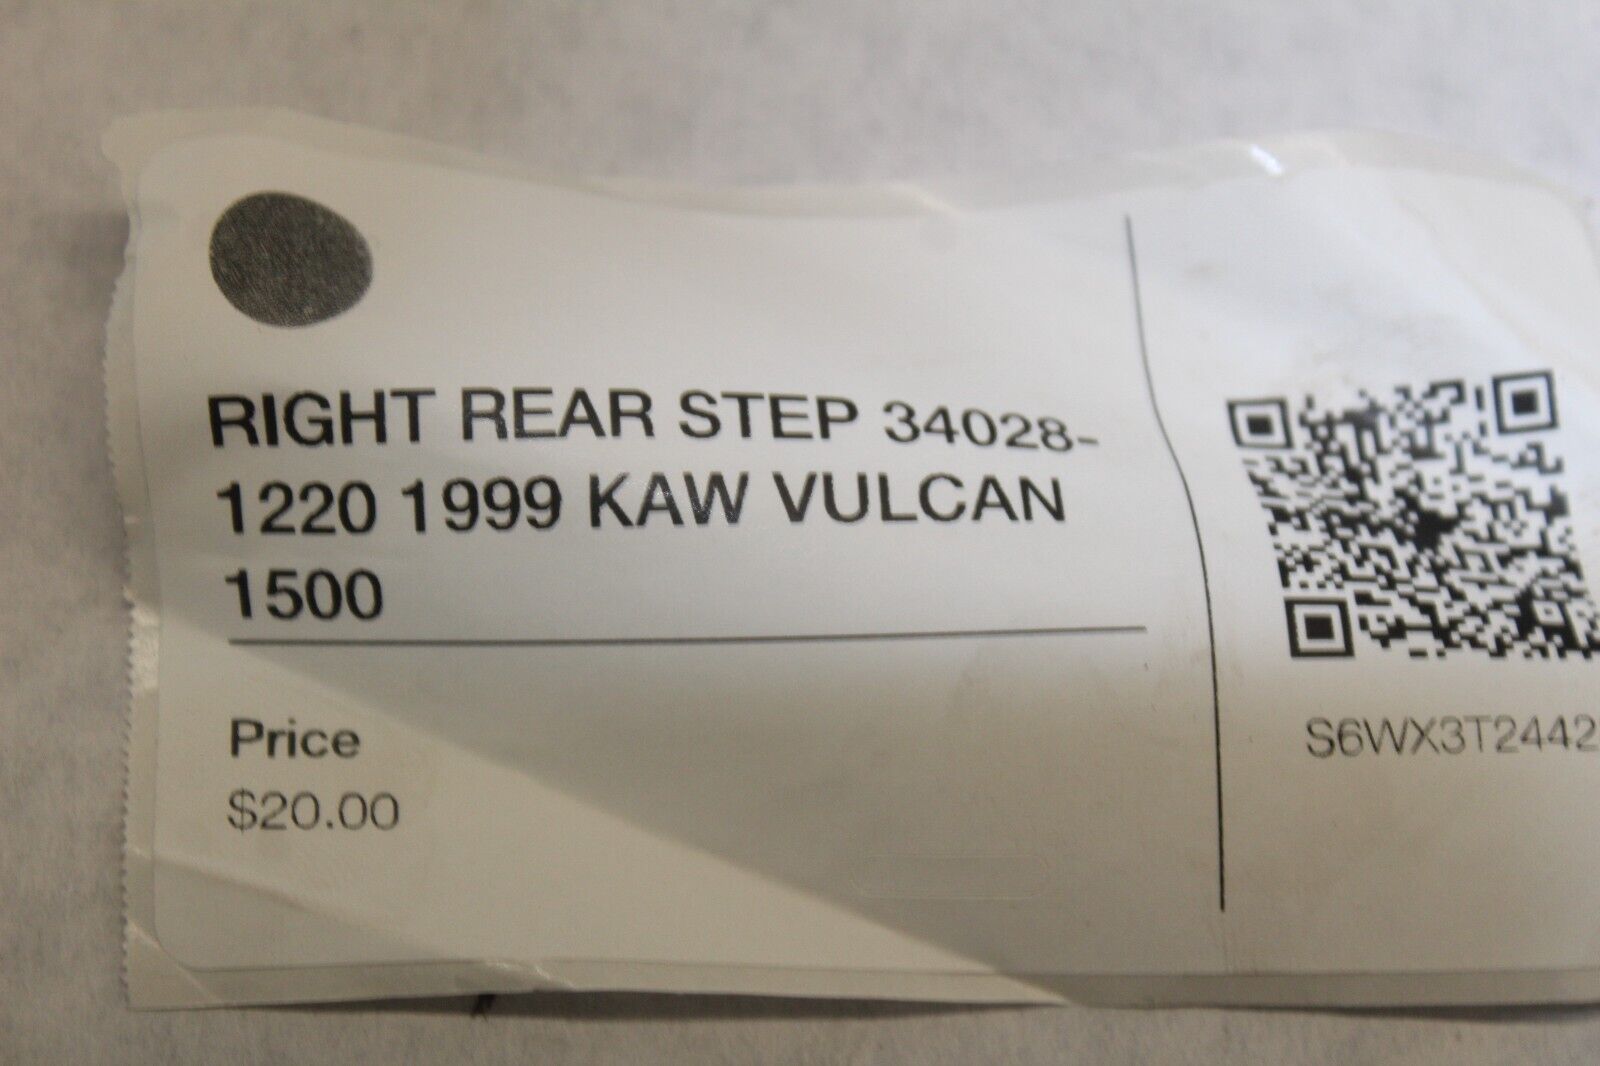 RIGHT REAR STEP 34028-
1220 1999 KAW VULCAN
1500
Price
$20.00
S6WX3T2442